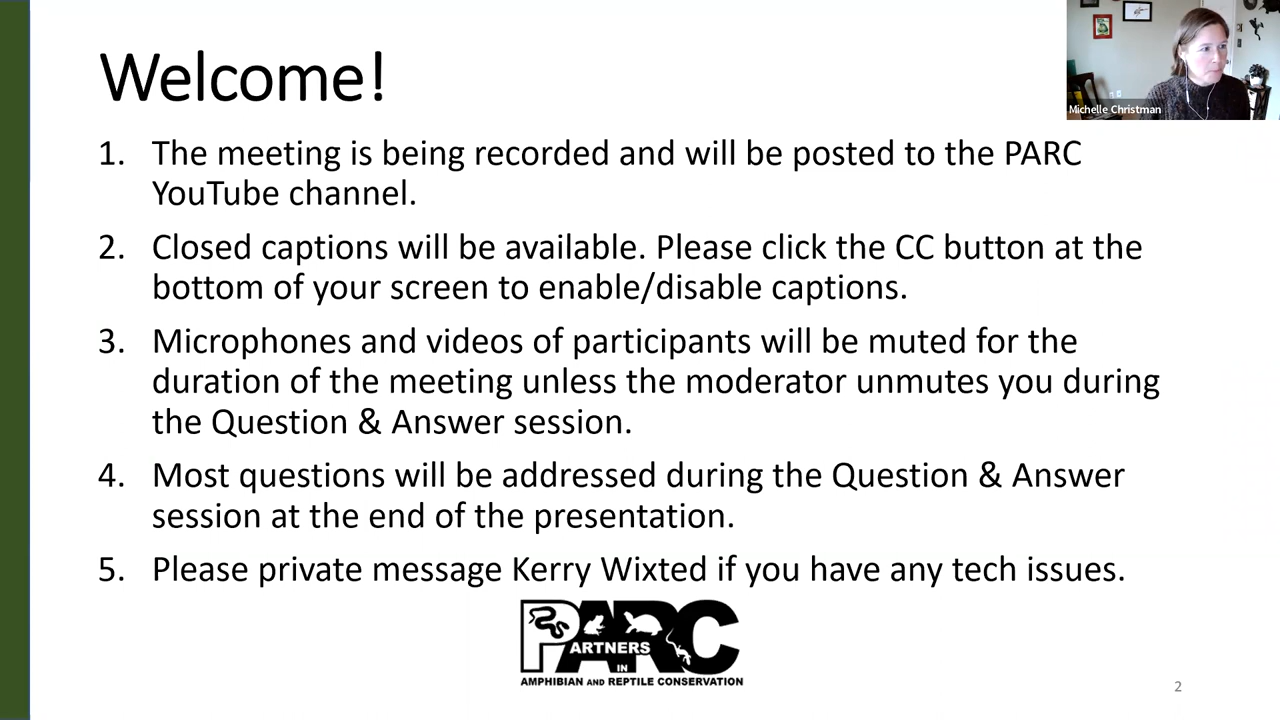 Welcome!
Michelle Christman
1. The meeting is being recorded and will be posted to the PARC
YouTube channel.
2. Closed captions will be available. Please click the CC button at the
bottom of your screen to enable/disable captions.
3. Microphones and videos of participants will be muted for the
duration of the meeting unless the moderator unmutes you during
the Question & Answer session.
4. Most questions will be addressed during the Question & Answer
session at the end of the presentation.
5. Please private message Kerry Wixted if you have any tech issues.
PARC
PARTNERS
IN
AMPHIBIAN AND REPTILE CONSERVATION
2